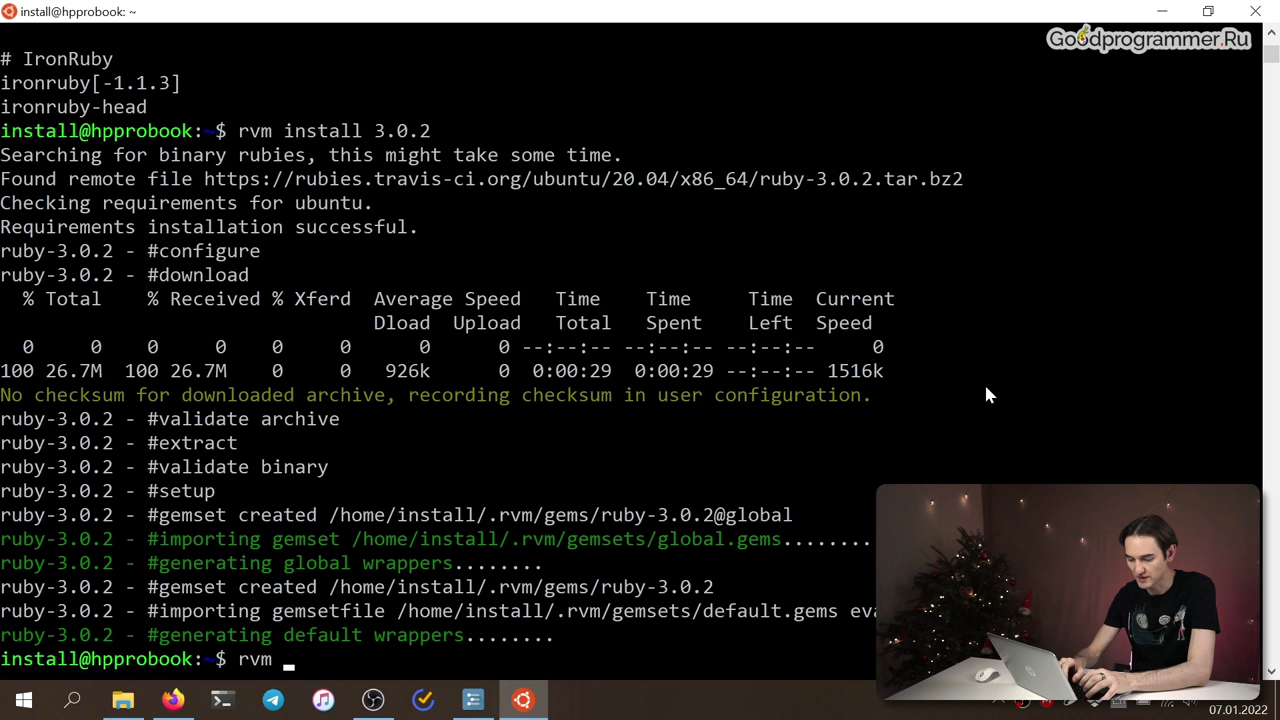 install@hpprobook: ~
Goodprogrammer.Ru
# IronRuby
ironruby[-1.1.3]
ironruby-head
install@hpprobook:~$ rvm install 3.0.2
Searching for binary rubies, this might take some time.
Found remote file https://rubies.travis-ci.org/ubuntu/20.04/x86_64/ruby-3.0.2.tar.bz2
Checking requirements for ubuntu.
Requirements installation successful.
ruby-3.0.2 - #configure
ruby-3.0.2 - #download
% Total % Received % Xferd Average Speed Time Time Time Current
Dload Upload Total Spent Left Speed
0 0 0 0 0 0 0 0 --:--:-- --:--:-- --:--:-- 0
100 26.7M 100 26.7M 0 0 926k 0 0:00:29 0:00:29 --:--:-- 1516k
No checksum for downloaded archive, recording checksum in user configuration.
ruby-3.0.2 - #validate archive
ruby-3.0.2 - #extract
ruby-3.0.2 - #validate binary
ruby-3.0.2 - #setup
ruby-3.0.2 - #gemset created /home/install/.rvm/gems/ruby-3.0.2@global
ruby-3.0.2 - #importing gemset /home/install/.rvm/gemsets/global.gems........
ruby-3.0.2 - #generating global wrappers........
ruby-3.0.2 - #gemset created /home/install/.rvm/gems/ruby-3.0.2
ruby-3.0.2 - #importing gemsetfile /home/install/.rvm/gemsets/default.gems eva
ruby-3.0.2 - #generating default wrappers........
install@hpprobook:~$ rvm _
07.01.2022